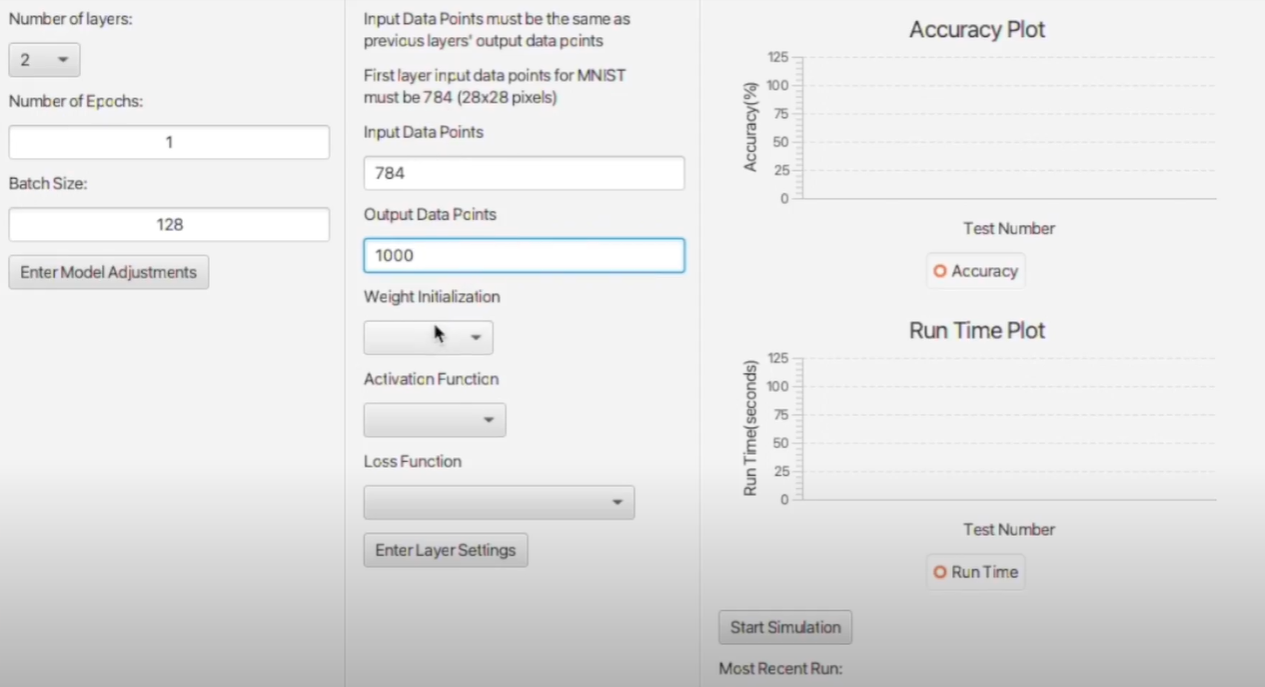 Number of layers:
2
Number of Epochs:
1
Batch Size:
128
Enter Model Adjustments
Input Data Points must be the same as
previous layers' output data points
First layer input data points for MNIST
must be 784 (28x28 pixels)
Input Data Points
784
Output Data Points
1000
Weight Initialization
Activation Function
Loss Function
Enter Layer Settings
Accuracy Plot
Accuracy(%)
125
100
75
50
25
0
Test Number
Accuracy
Run Time Plot
Run Time(seconds)
125
100
75
50
25
0
Test Number
Run Time
Start Simulation
Most Recent Run: